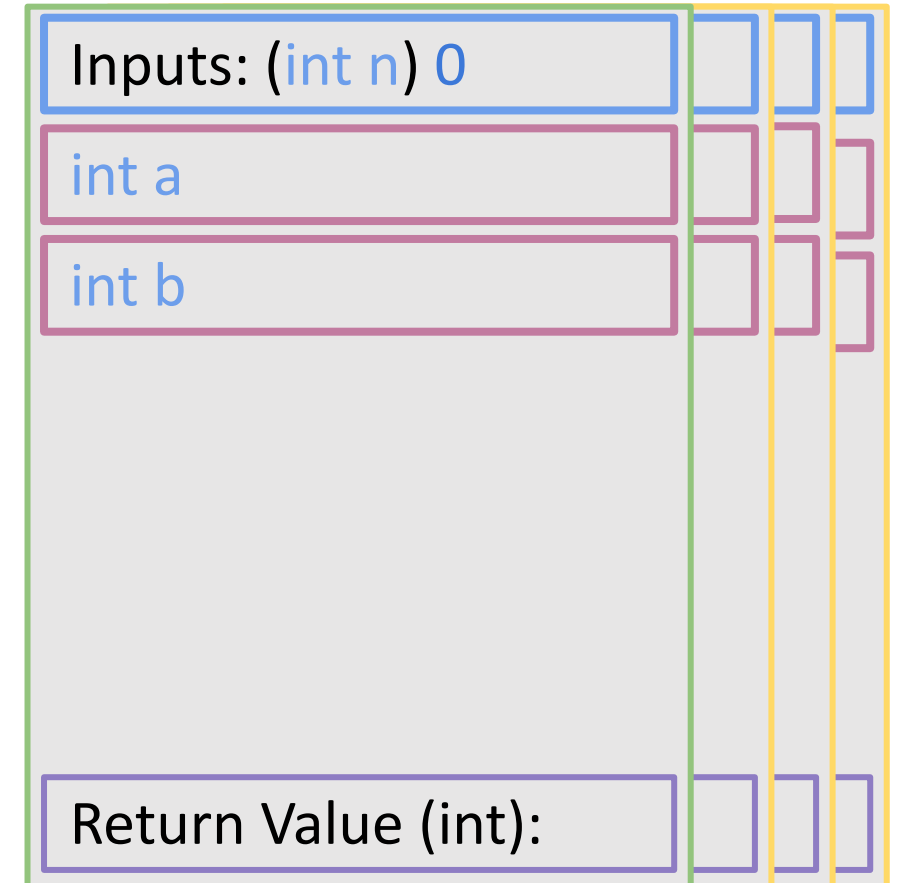 Inputs: (int n) 0
int a
int b
Return Value (int):